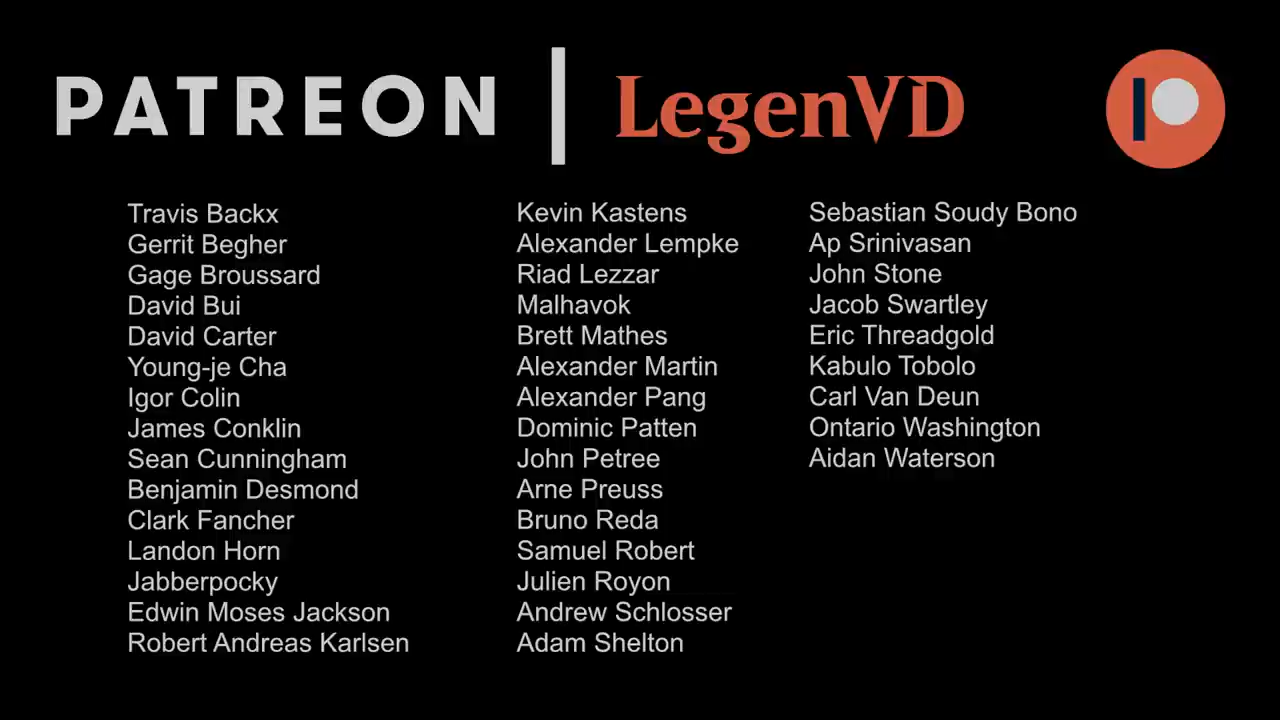 PATREON | LegenVD
Travis Backx
Gerrit Begher
Gage Broussard
David Bui
David Carter
Young-je Cha
Igor Colin
James Conklin
Sean Cunningham
Benjamin Desmond
Clark Fancher
Landon Horn
Jabberpocky
Edwin Moses Jackson
Robert Andreas Karlsen
Kevin Kastens
Alexander Lempke
Riad Lezzar
Malhavok
Brett Mathes
Alexander Martin
Alexander Pang
Dominic Patten
John Petree
Arne Preuss
Bruno Reda
Samuel Robert
Julien Royon
Andrew Schlosser
Adam Shelton
Sebastian Soudy Bono
Ap Srinivasan
John Stone
Jacob Swartley
Eric Threadgold
Kabulo Tobolo
Carl Van Deun
Ontario Washington
Aidan Waterson